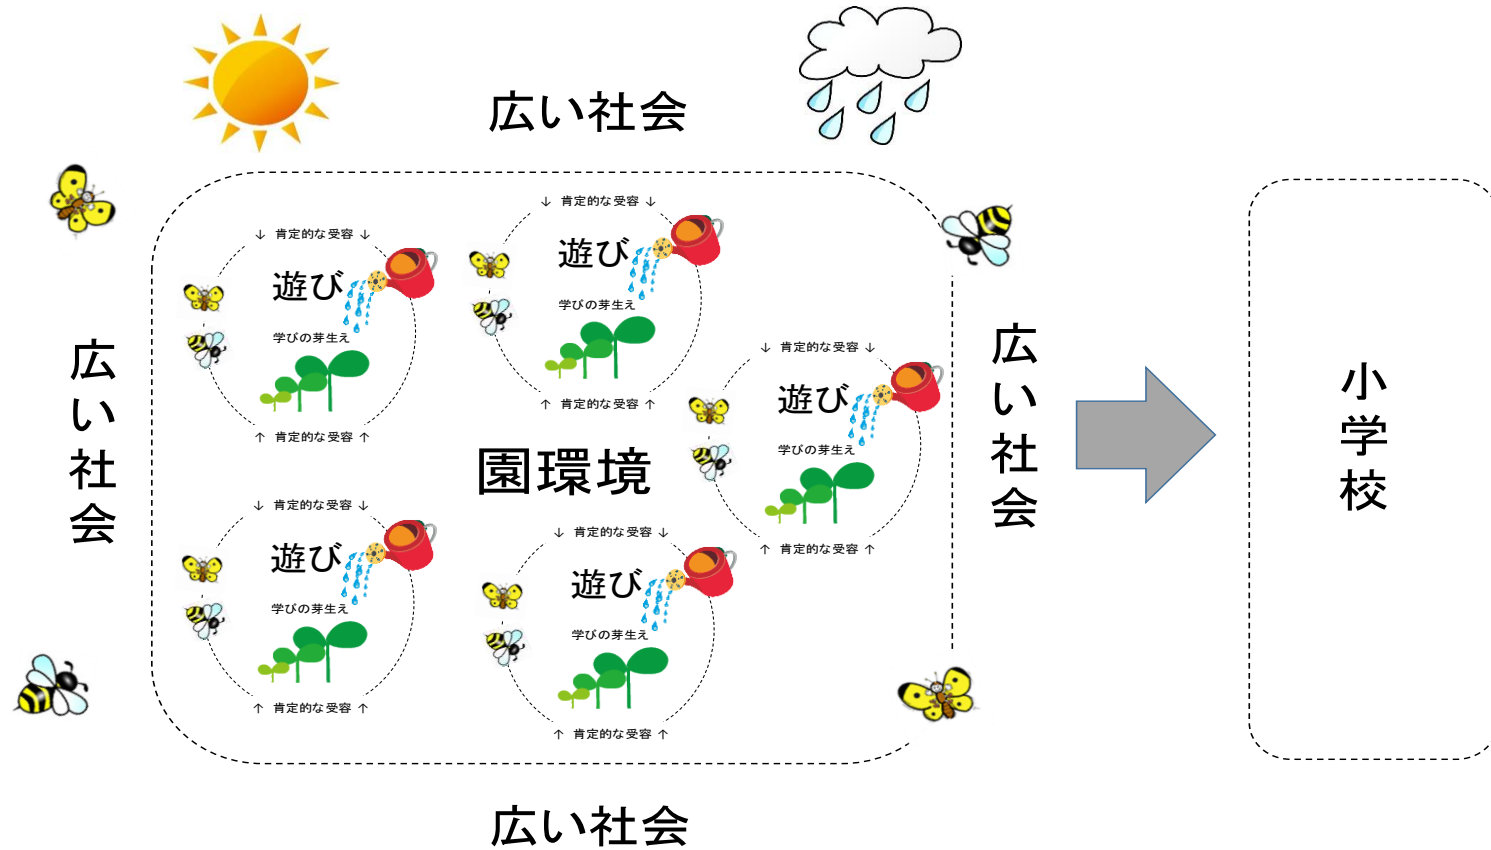 広い社会
↓ 肯定的な受容 ↓
遊び
学びの芽生え
↑ 肯定的な受容 ↑
↓ 肯定的な受容 ↓
遊び
学びの芽生え
↑ 肯定的な受容 ↑
↓ 肯定的な受容 ↓
遊び
学びの芽生え
↑ 肯定的な受容 ↑
広い社会
園環境
広い社会
小学校
↓ 肯定的な受容 ↓
遊び
学びの芽生え
↑ 肯定的な受容 ↑
↓ 肯定的な受容 ↓
遊び
学びの芽生え
↑ 肯定的な受容 ↑
広い社会